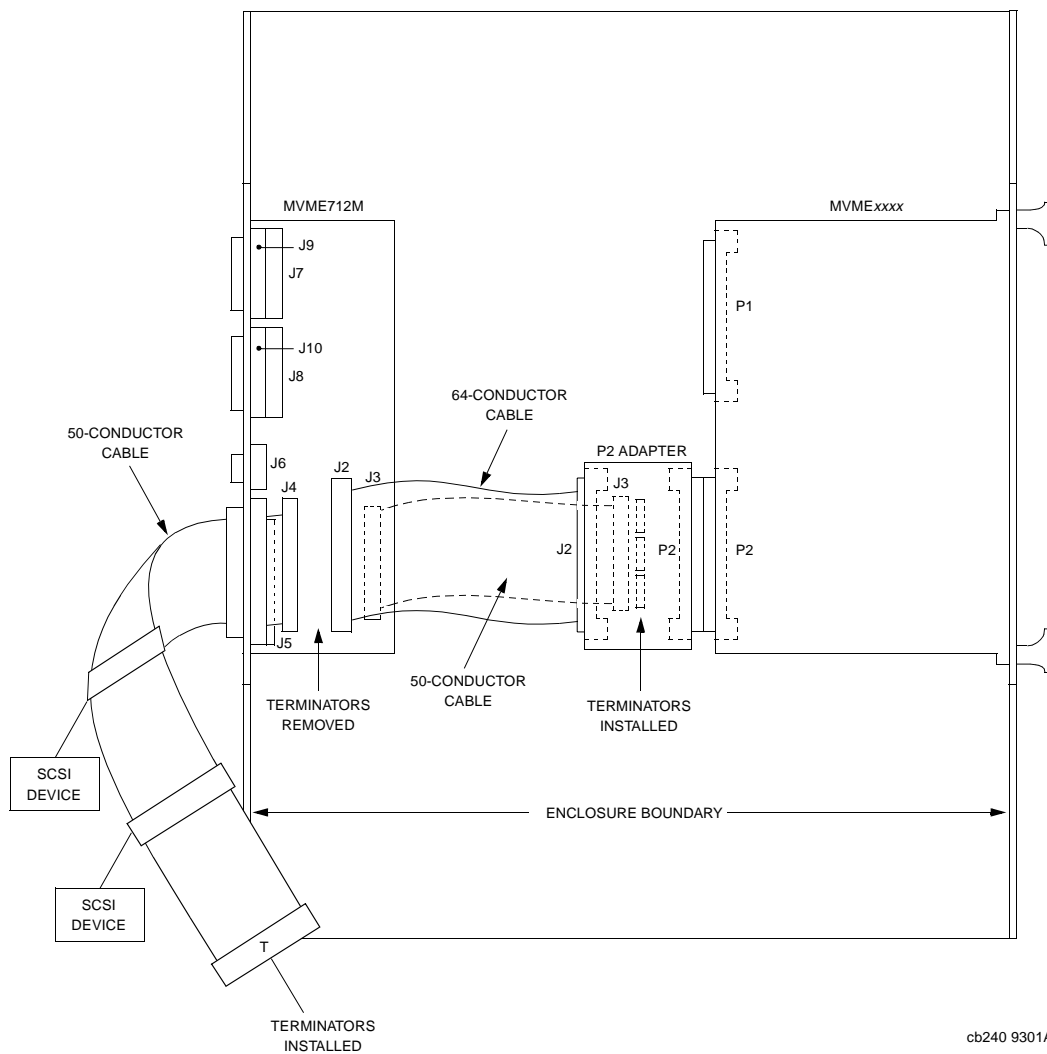 MVME712M
MVMExxxx
J9
J7
P1
J10
J8
64-CONDUCTOR
CABLE
50-CONDUCTOR
CABLE
P2 ADAPTER
J6
J2
J3
J3
J4
J2
P2
P2
J5
50-CONDUCTOR
CABLE
TERMINATORS
REMOVED
TERMINATORS
INSTALLED
SCSI
DEVICE
ENCLOSURE BOUNDARY
SCSI
DEVICE
T
TERMINATORS
INSTALLED
cb240 9301A